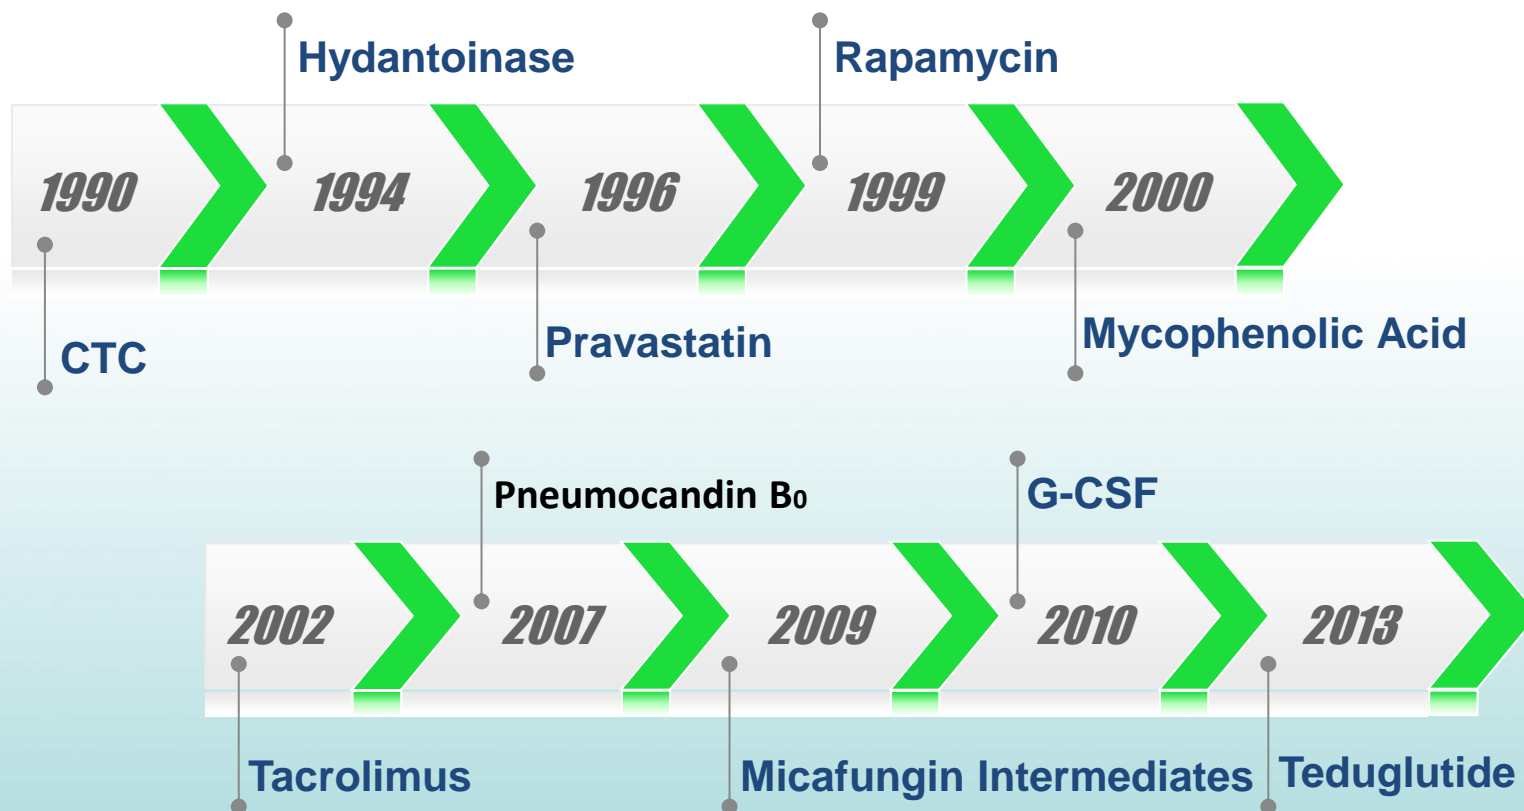 Hydantoinase
Rapamycin
1990
1994
1996
1999
2000
CTC
Pravastatin
Mycophenolic Acid
Pneumocandin B₀
G-CSF
2002
2007
2009
2010
2013
Tacrolimus
Micafungin Intermediates
Teduglutide